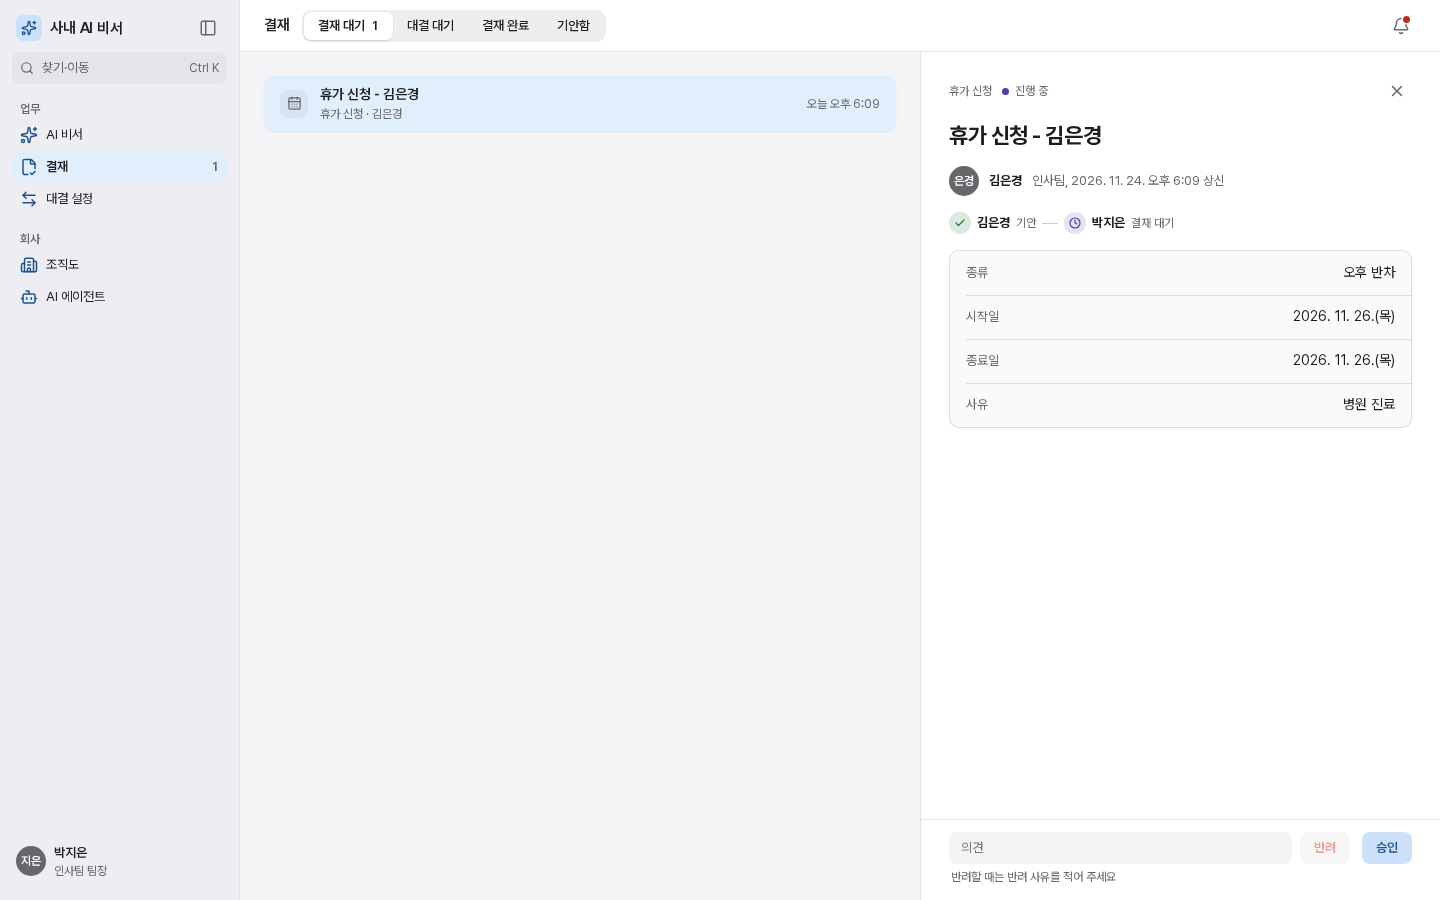 사내 AI 비서
찾기·이동 Ctrl K
업무
AI 비서
결재 1
대결 설정
회사
조직도
AI 에이전트
지은 박지은
인사팀 팀장
결재 결재 대기 1 대결 대기 결재 완료 기안함
휴가 신청 - 김은경
휴가 신청 · 김은경
오늘 오후 6:09
휴가 신청 진행 중
휴가 신청 - 김은경
은경 김은경 인사팀, 2026. 11. 24. 오후 6:09 상신
김은경 기안 박지은 결재 대기
종류 오후 반차
시작일 2026. 11. 26.(목)
종료일 2026. 11. 26.(목)
사유 병원 진료
의견 반려 승인
반려할 때는 반려 사유를 적어 주세요